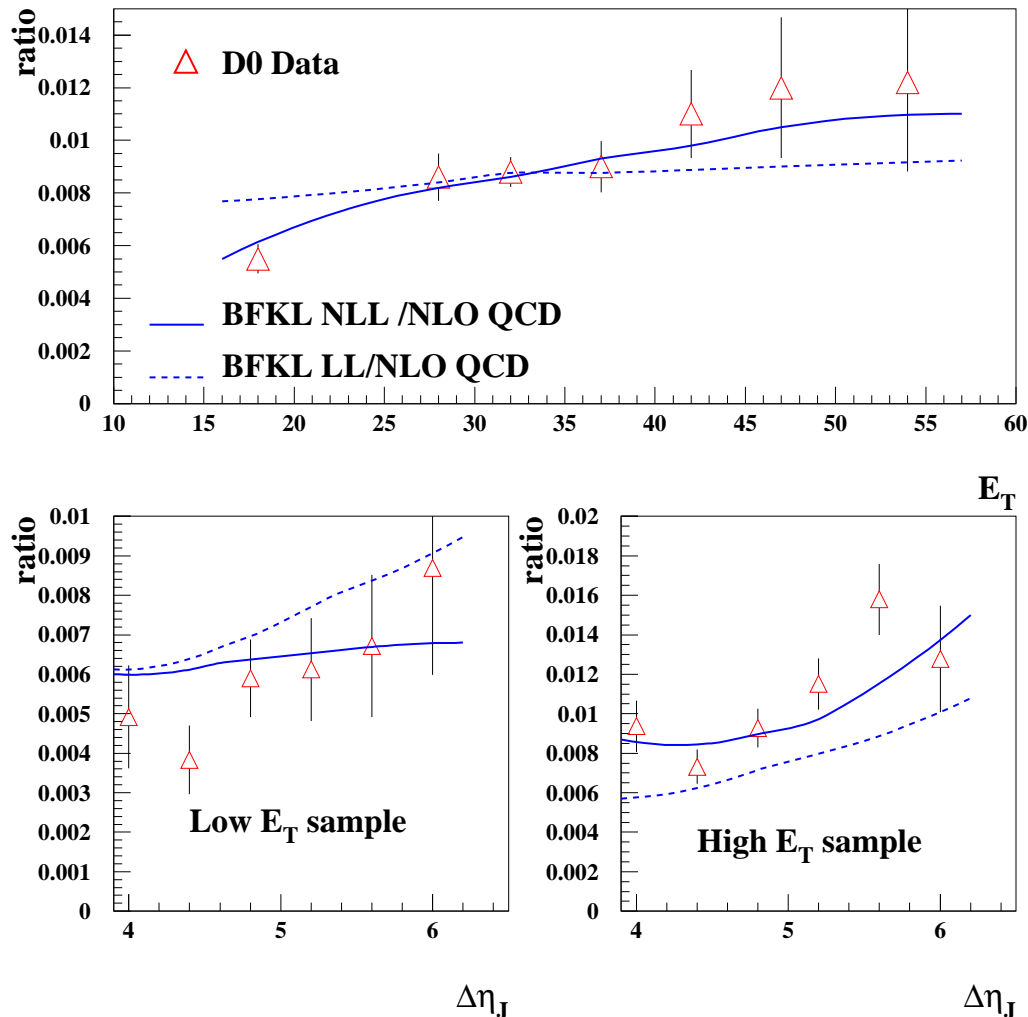 ratio
0.014
0.012
0.01
0.008
0.006
0.004
0.002
0
D0 Data
BFKL NLL /NLO QCD
BFKL LL/NLO QCD
10 15 20 25 30 35 40 45 50 55 60
E_T
ratio
0.01
0.009
0.008
0.007
0.006
0.005
0.004
0.003
0.002
0.001
0
Low E_T sample
4 5 6
Δη_J
ratio
0.02
0.018
0.016
0.014
0.012
0.01
0.008
0.006
0.004
0.002
0
High E_T sample
4 5 6
Δη_J